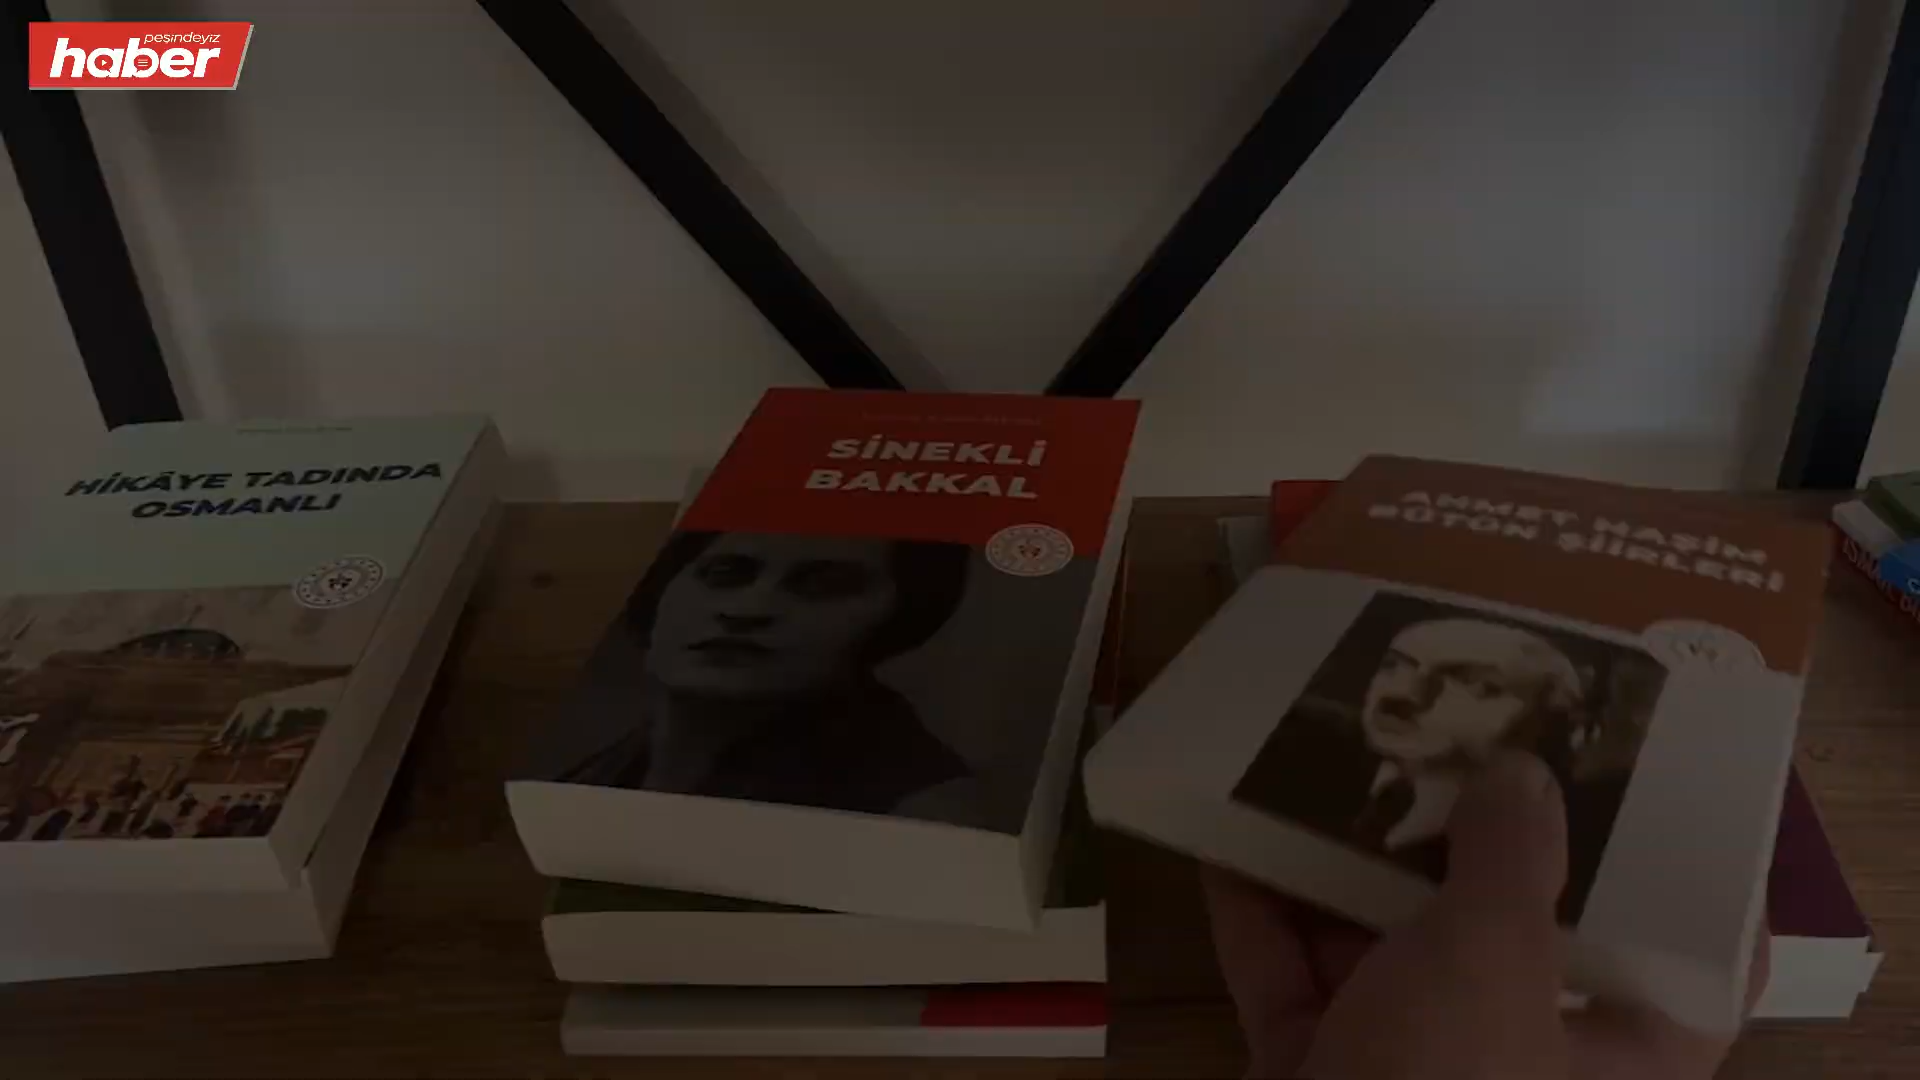 peşindeyiz
haber
HİKÂYE TADINDA
OSMANLI
SİNEKLİ
BAKKAL
AHMET HAŞİM
BÜTÜN ŞİİRLERİ